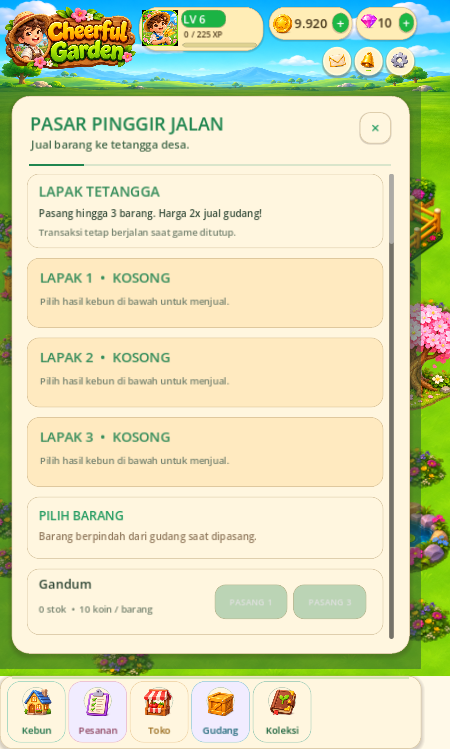 Cheerful
Garden
LV 6
0 / 225 XP
9.920
+
10
+
PASAR PINGGIR JALAN
Jual barang ke tetangga desa.
×
LAPAK TETANGGA
Pasang hingga 3 barang. Harga 2x jual gudang!
Transaksi tetap berjalan saat game ditutup.
LAPAK 1 • KOSONG
Pilih hasil kebun di bawah untuk menjual.
LAPAK 2 • KOSONG
Pilih hasil kebun di bawah untuk menjual.
LAPAK 3 • KOSONG
Pilih hasil kebun di bawah untuk menjual.
PILIH BARANG
Barang berpindah dari gudang saat dipasang.
Gandum
0 stok • 10 koin / barang
PASANG 1
PASANG 3
Kebun
Pesanan
Toko
Gudang
Koleksi